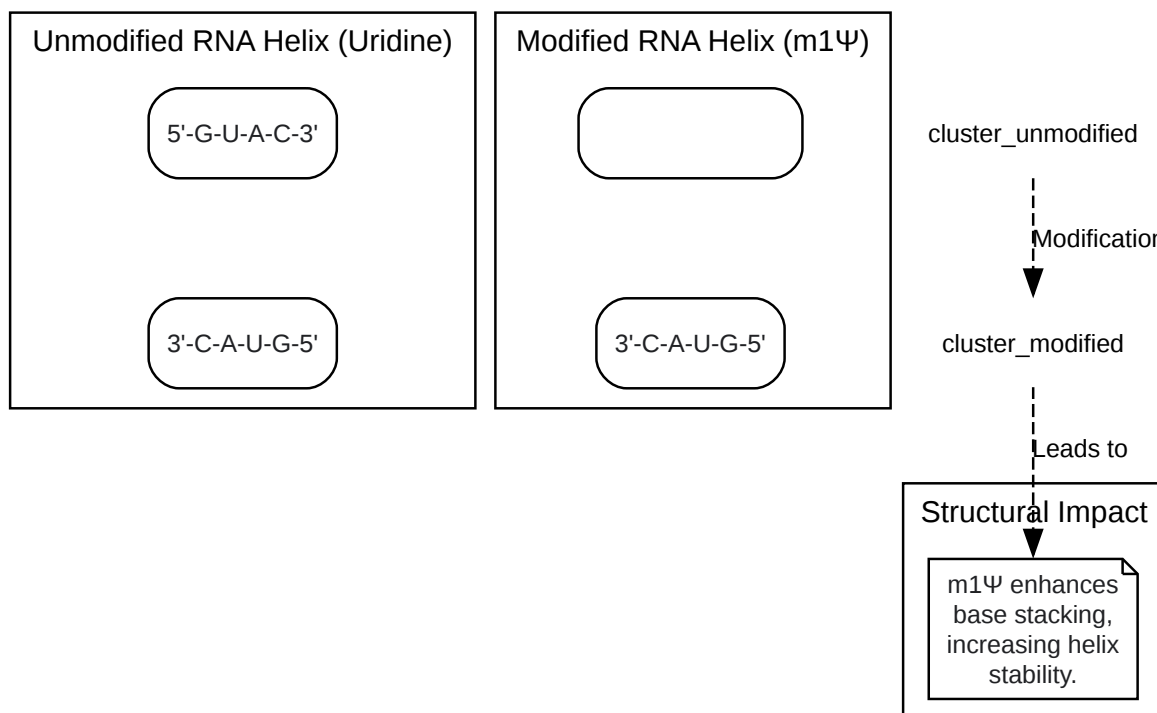 Unmodified RNA Helix (Uridine)
5'-G-U-A-C-3'
3'-C-A-U-G-5'
Modified RNA Helix (m1Ψ)
3'-C-A-U-G-5'
cluster_unmodified
Modification
cluster_modified
Leads to
Structural Impact
m1Ψ enhances
base stacking,
increasing helix
stability.